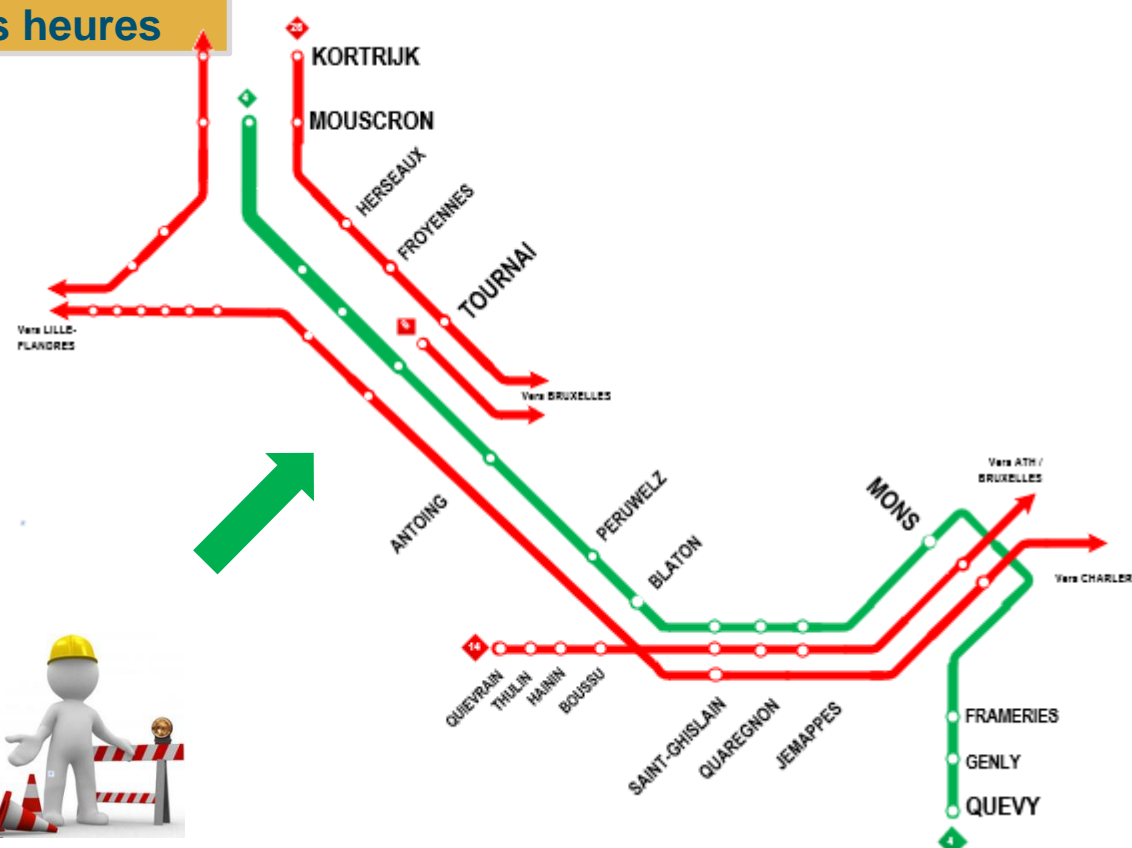 s heures
26
KORTRIJK
4
MOUSCRON
HERSEAUX
FROYENNES
TOURNAI
Vers LILLE-
FLANDRES
Vers BRUXELLES
ANTOING
PERUWELZ
BLATON
MONS
Vers ATH /
BRUXELLES
Vers CHARLER
14
QUIEVRAIN
THULIN
HAININ
BOUSSU
SAINT-GHISLAIN
QUAREGNON
JEMAPPES
FRAMERIES
GENLY
QUEVY
4